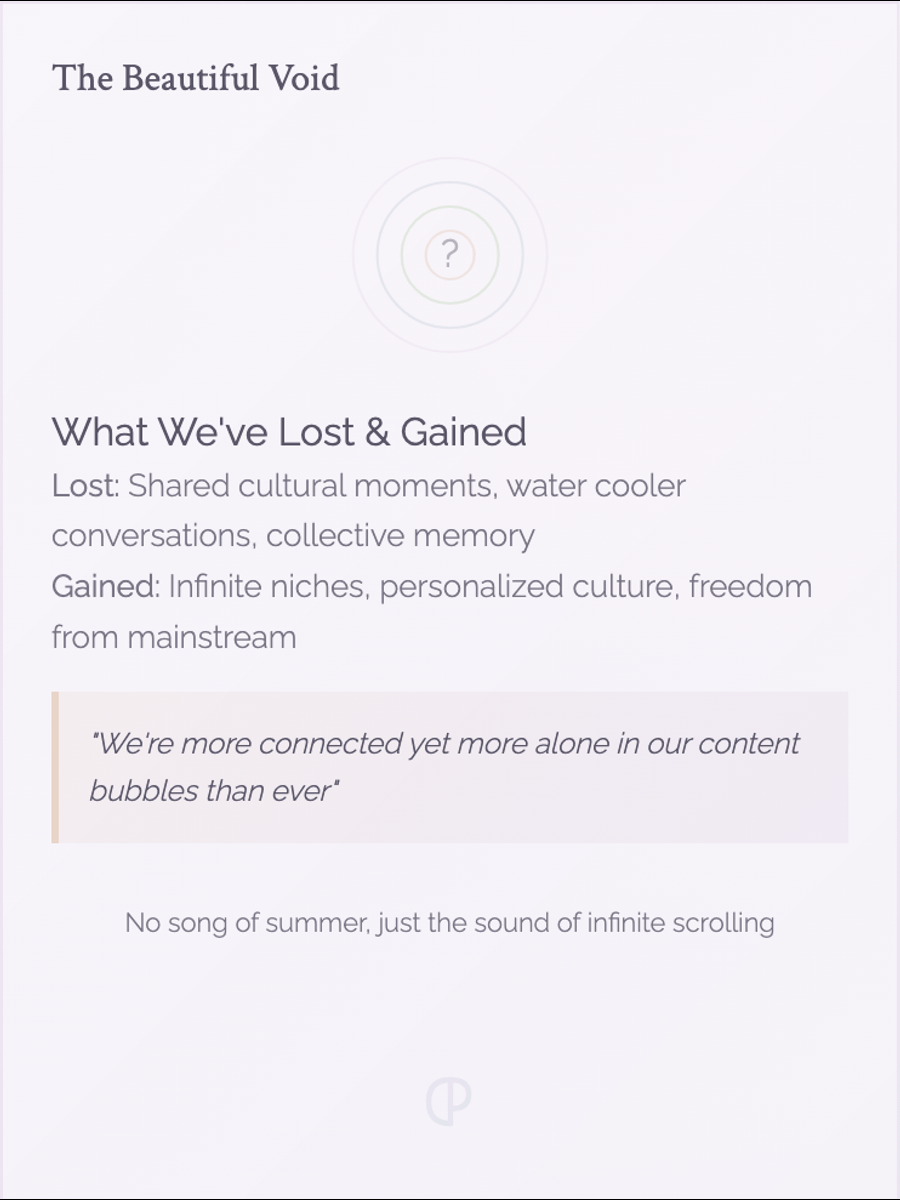 The Beautiful Void
?
What We've Lost & Gained
Lost: Shared cultural moments, water cooler
conversations, collective memory
Gained: Infinite niches, personalized culture, freedom
from mainstream
"We're more connected yet more alone in our content
bubbles than ever"
No song of summer, just the sound of infinite scrolling